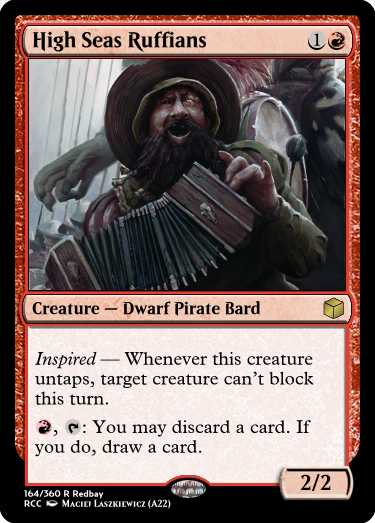 High Seas Ruffians 1
Creature — Dwarf Pirate Bard
Inspired — Whenever this creature
untaps, target creature can't block
this turn.
, : You may discard a card. If
you do, draw a card.
2/2
164/360 R Redbay
RCC Maciej Laszkiewicz (A22)